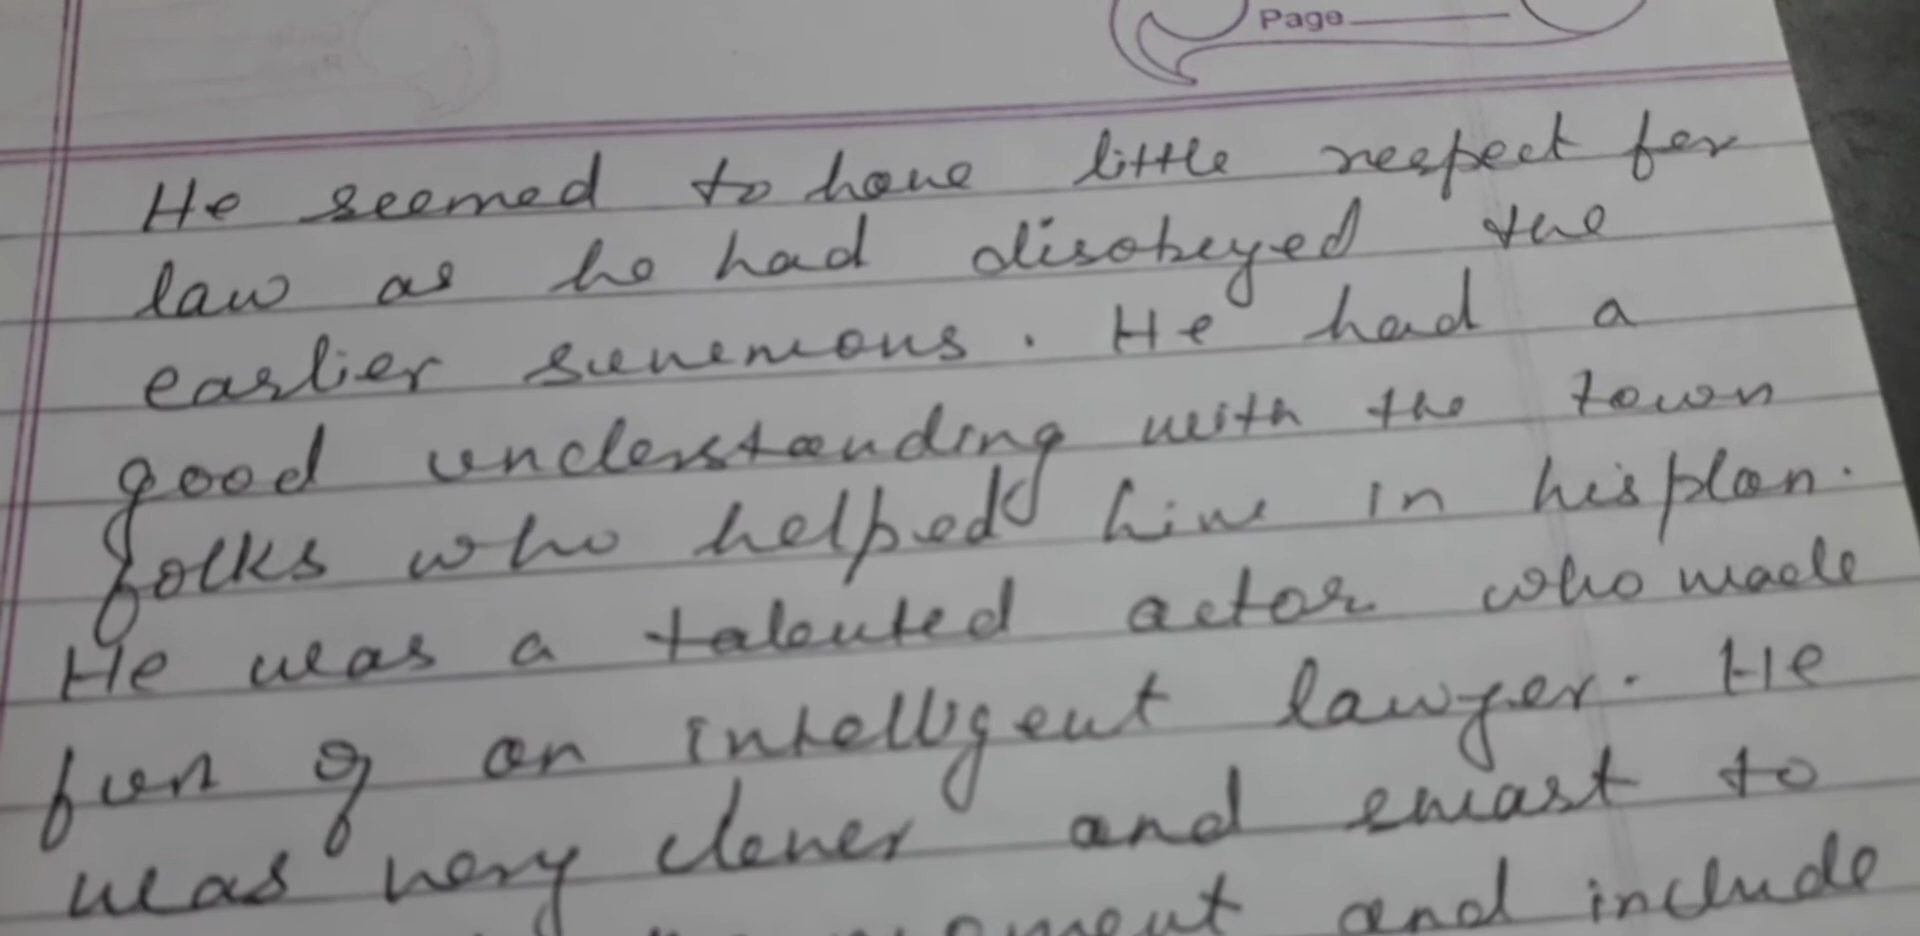 Page
He seemed to have little respect for
law as he had disobeyed the
earlier summons. He had a
good understanding with the town
folks who helped him in his plan.
He was a talented actor who made
fun of an intelligent lawyer. He
was very clever and smart to
and include